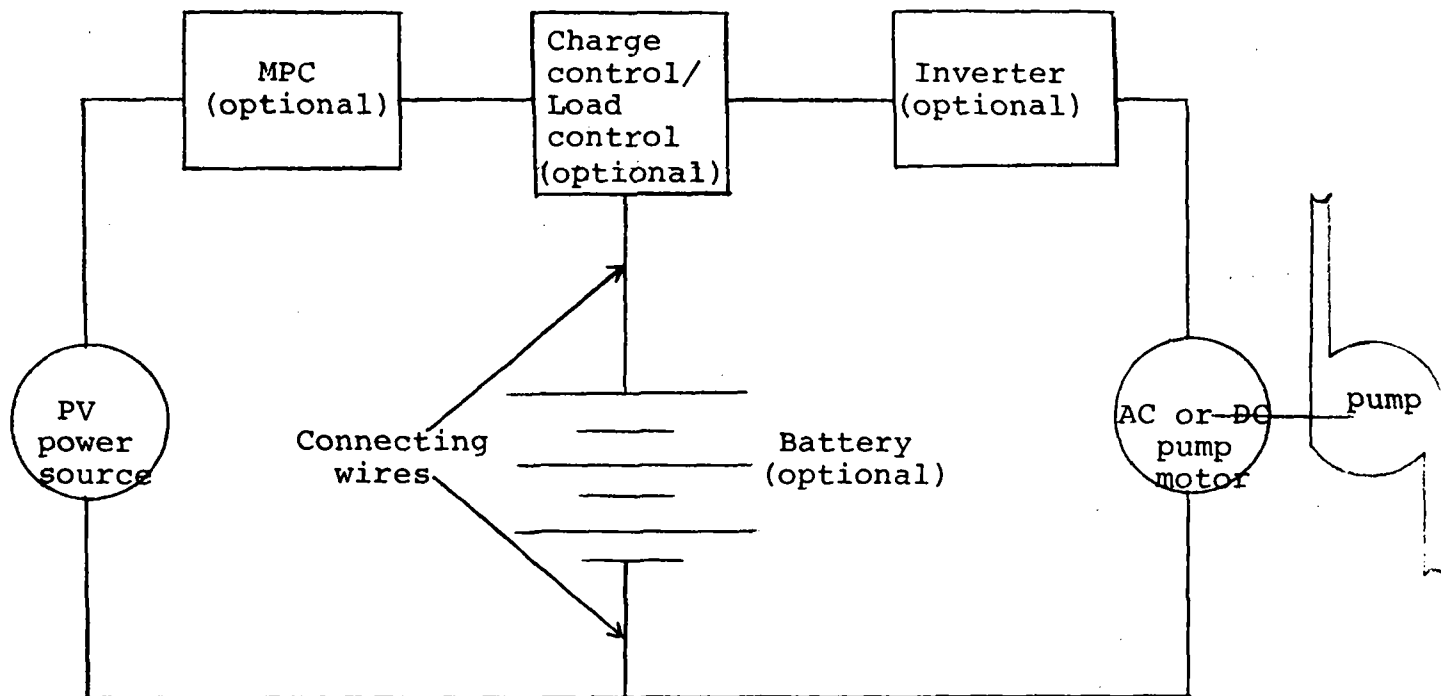 MPC
(optional)
Charge
control/
Load
control
(optional)
Inverter
(optional)
PV
power
source
Connecting
wires
Battery
(optional)
AC or DC
pump
motor
pump